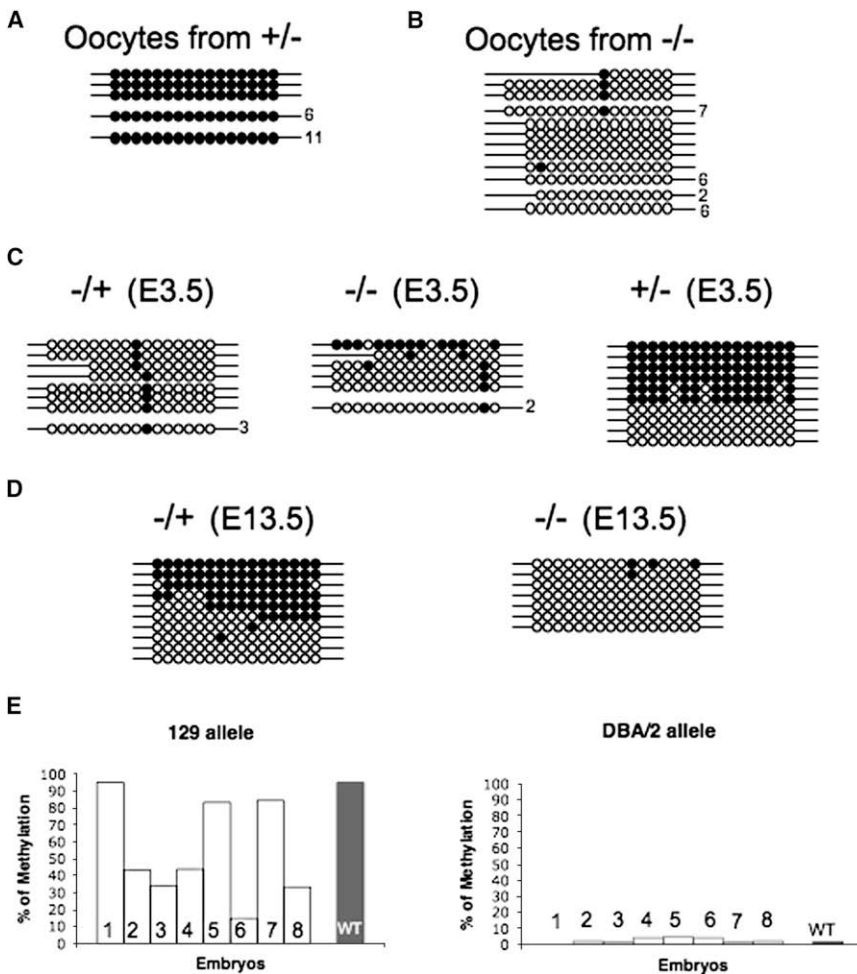 A
Oocytes from +/-
6
11
B
Oocytes from -/-
7
6
2
6
C
-/+ (E3.5)
3
-/- (E3.5)
2
+/- (E3.5)
D
-/+ (E13.5)
-/- (E13.5)
E
129 allele
% of Methylation
100
90
80
70
60
50
40
30
20
10
0
1 2 3 4 5 6 7 8 WT
Embryos
DBA/2 allele
% of Methylation
100
90
80
70
60
50
40
30
20
10
0
1 2 3 4 5 6 7 8 WT
Embryos